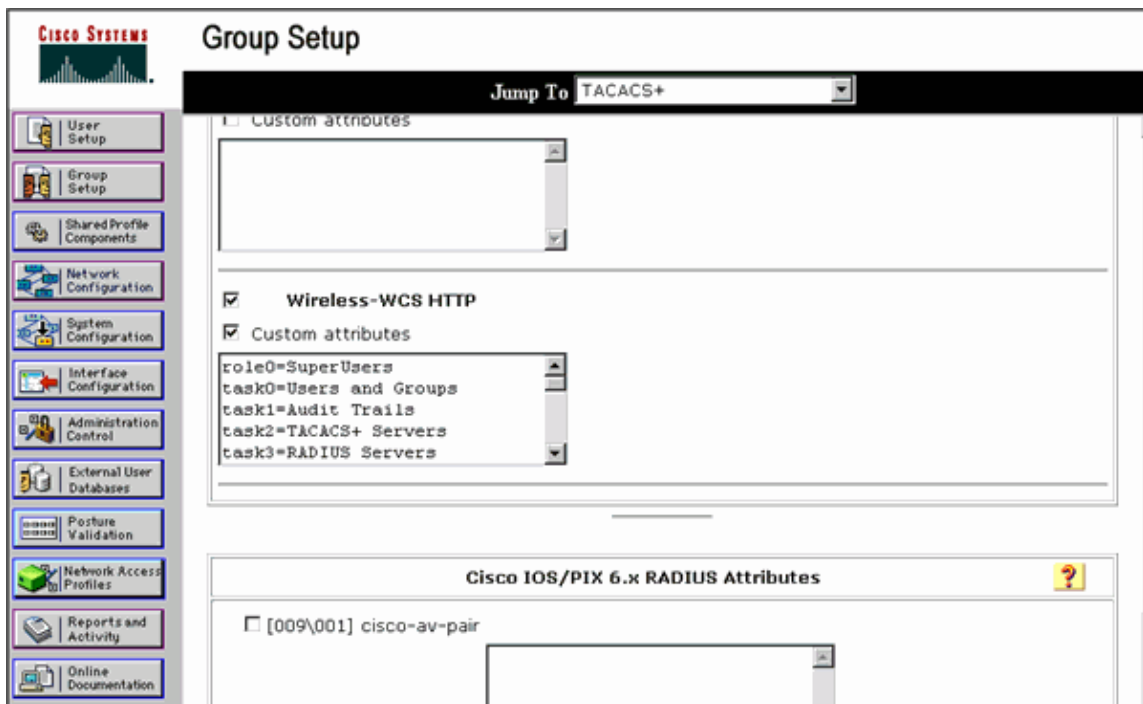 CISCO SYSTEMS
Group Setup
Jump To TACACS+
User
Setup
Group
Setup
Shared Profile
Components
Network
Configuration
System
Configuration
Interface
Configuration
Administration
Control
External User
Databases
Posture
Validation
Network Access
Profiles
Reports and
Activity
Online
Documentation
Custom attributes
Wireless-WCS HTTP
Custom attributes
role0=SuperUsers
task0=Users and Groups
task1=Audit Trails
task2=TACACS+ Servers
task3=RADIUS Servers
Cisco IOS/PIX 6.x RADIUS Attributes
?
[009\001] cisco-av-pair